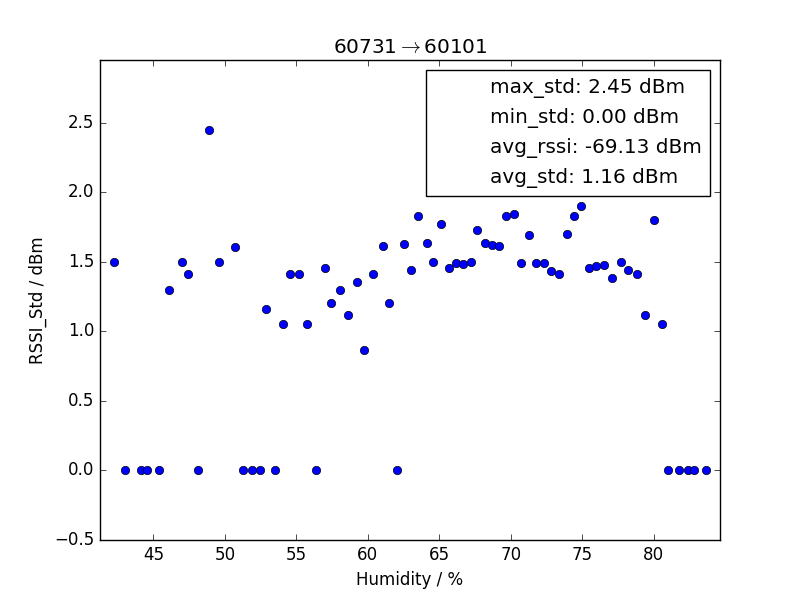 60731→60101
max_std: 2.45 dBm
min_std: 0.00 dBm
avg_rssi: -69.13 dBm
avg_std: 1.16 dBm
RSSI_Std / dBm
2.5
2.0
1.5
1.0
0.5
0.0
−0.5
45 50 55 60 65 70 75 80
Humidity / %